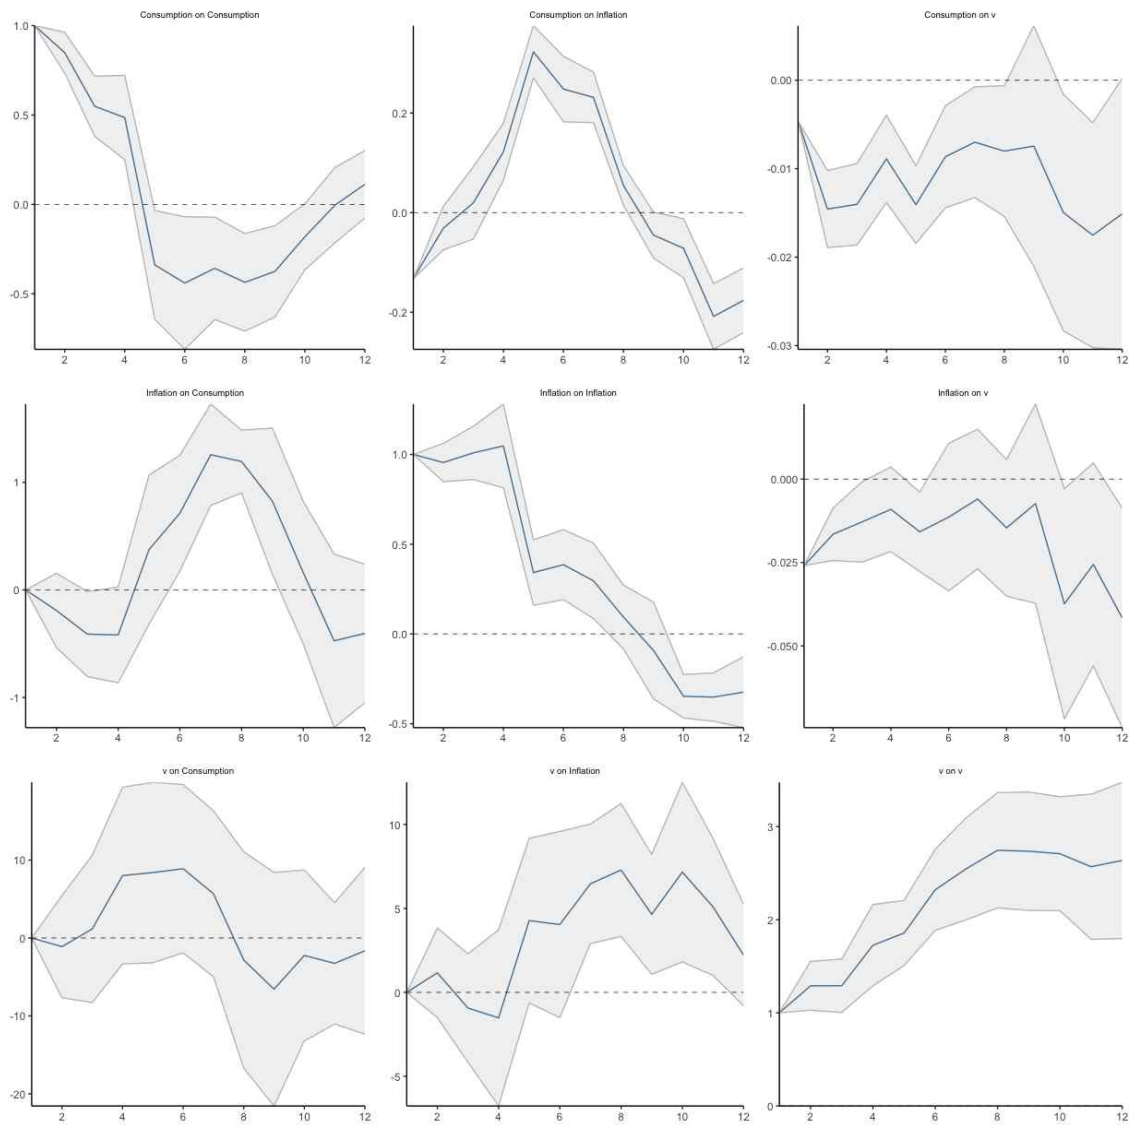 Consumption on Consumption
1.0
0.5
0.0
-0.5
2 4 6 8 10 12
Consumption on Inflation
0.2
0.0
-0.2
2 4 6 8 10 12
Consumption on v
0.00
-0.01
-0.02
-0.03
2 4 6 8 10 12
Inflation on Consumption
1
0
-1
2 4 6 8 10 12
Inflation on Inflation
1.0
0.5
0.0
-0.5
2 4 6 8 10 12
Inflation on v
0.000
-0.025
-0.050
2 4 6 8 10 12
v on Consumption
10
0
-10
-20
2 4 6 8 10 12
v on Inflation
10
5
0
-5
2 4 6 8 10 12
v on v
3
2
1
0
2 4 6 8 10 12